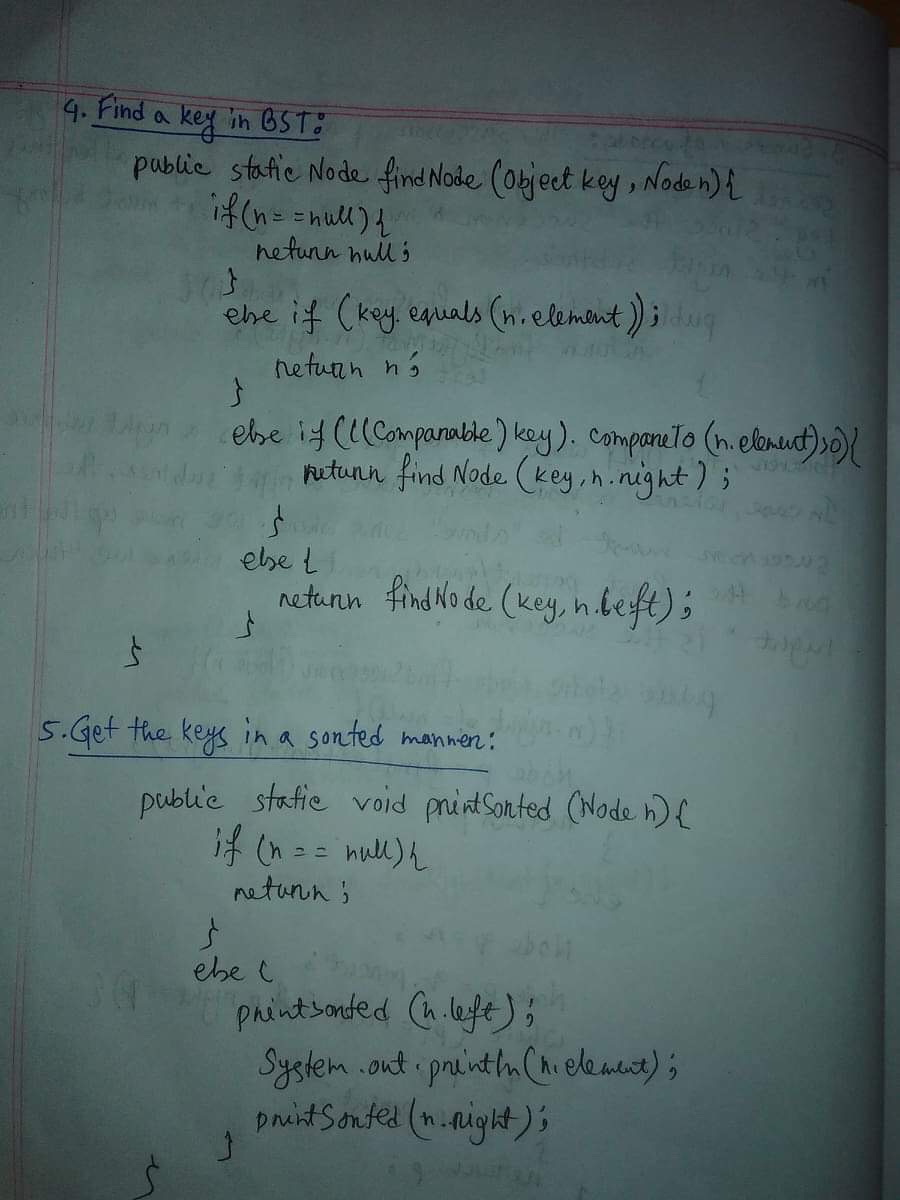 4. Find a key in BST:
public static Node findNode (Object key, Node n){
if(n==null){
return null;
}
else if (key.equals(n.element));
return n;
}
else if(((Comparable)key).compareTo(n.element)>0){
return findNode (key, n.right);
}
else {
return findNode (key, n.left);
}
}
5. Get the keys in a sorted manner:
public static void printSorted (Node n){
if (n == null){
return;
}
else {
printsorted (n.left);
System.out.println(n.element);
printSorted (n.right);
}
}